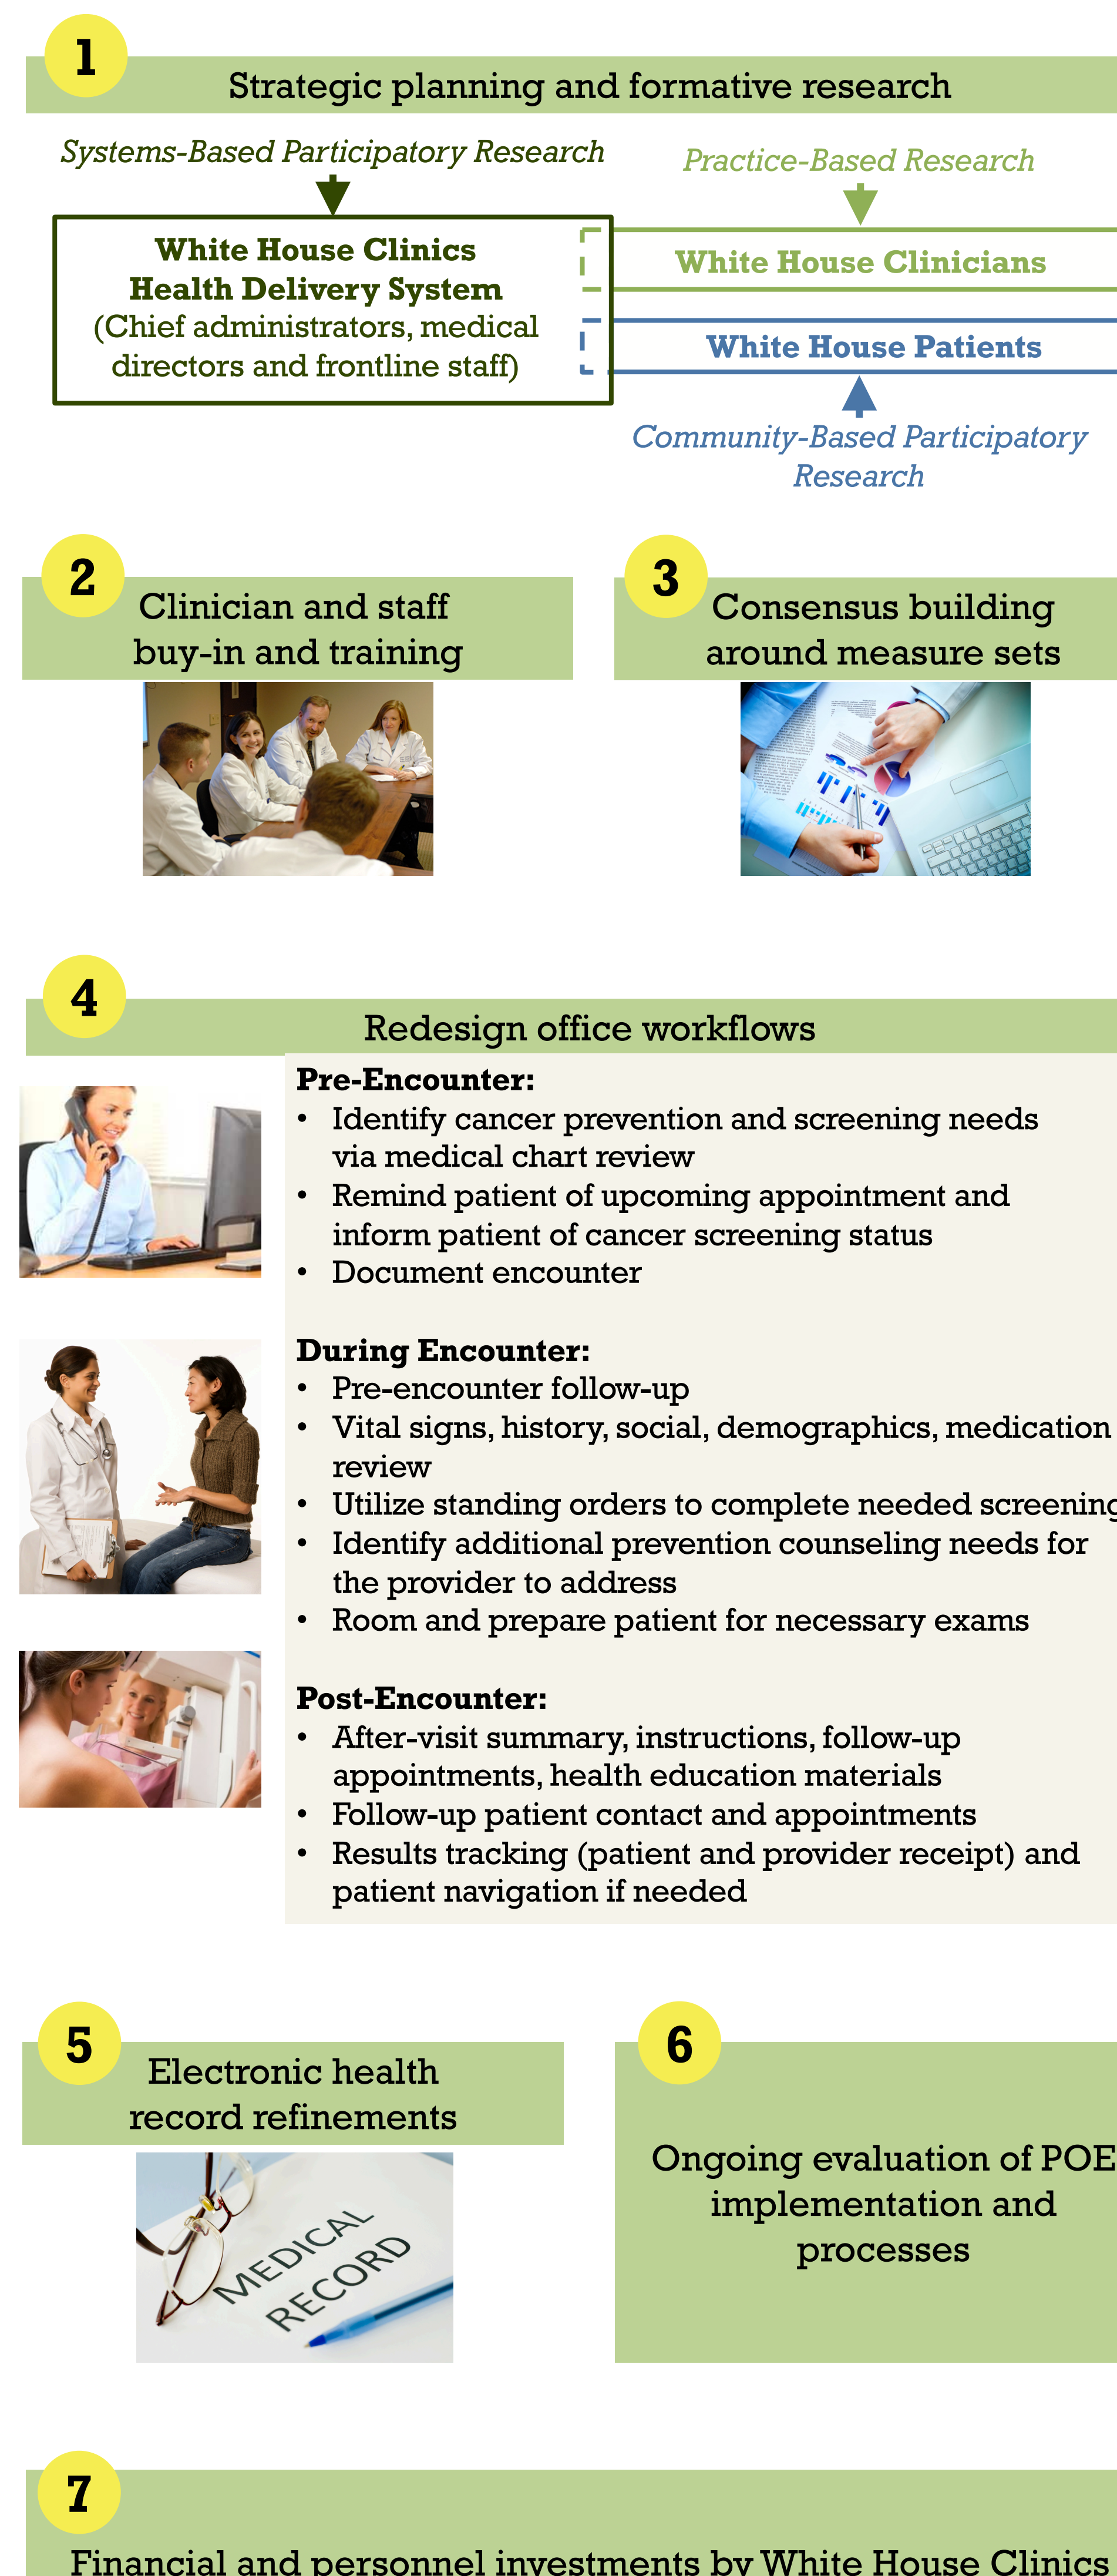 1
Strategic planning and formative research
Systems-Based Participatory Research
Practice-Based Research
White House Clinics
Health Delivery System
(Chief administrators, medical
directors and frontline staff)
White House Clinicians
White House Patients
Community-Based Participatory
Research
2
Clinician and staff
buy-in and training
3
Consensus building
around measure sets
4
Redesign office workflows
Pre-Encounter:
• Identify cancer prevention and screening needs
via medical chart review
• Remind patient of upcoming appointment and
inform patient of cancer screening status
• Document encounter
During Encounter:
• Pre-encounter follow-up
• Vital signs, history, social, demographics, medication
review
• Utilize standing orders to complete needed screening
• Identify additional prevention counseling needs for
the provider to address
• Room and prepare patient for necessary exams
Post-Encounter:
• After-visit summary, instructions, follow-up
appointments, health education materials
• Follow-up patient contact and appointments
• Results tracking (patient and provider receipt) and
patient navigation if needed
5
Electronic health
record refinements
MEDICAL
RECORD
6
Ongoing evaluation of POE
implementation and
processes
7
Financial and personnel investments by White House Clinics